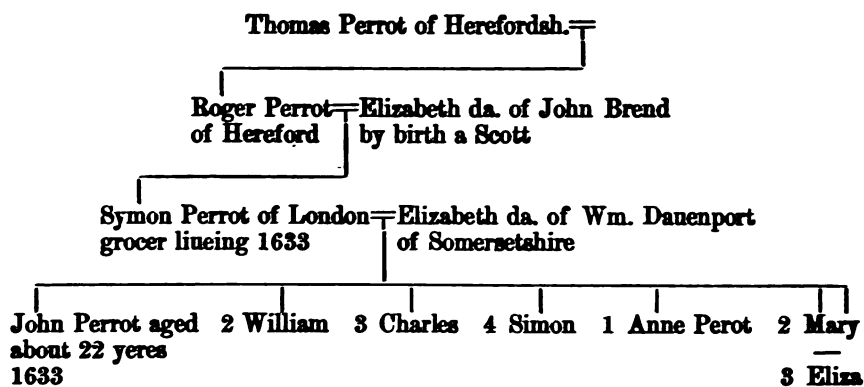 Thomas Perrot of Herefordsh.
Roger Perrot Elizabeth da. of John Brend
of Hereford by birth a Scott
Symon Perrot of London Elizabeth da. of Wm. Dauenport
grocer liueing 1633 of Somersetshire
John Perrot aged 2 William 3 Charles 4 Simon 1 Anne Perot 2 Mary
about 22 yeres
1633 3 Eliza